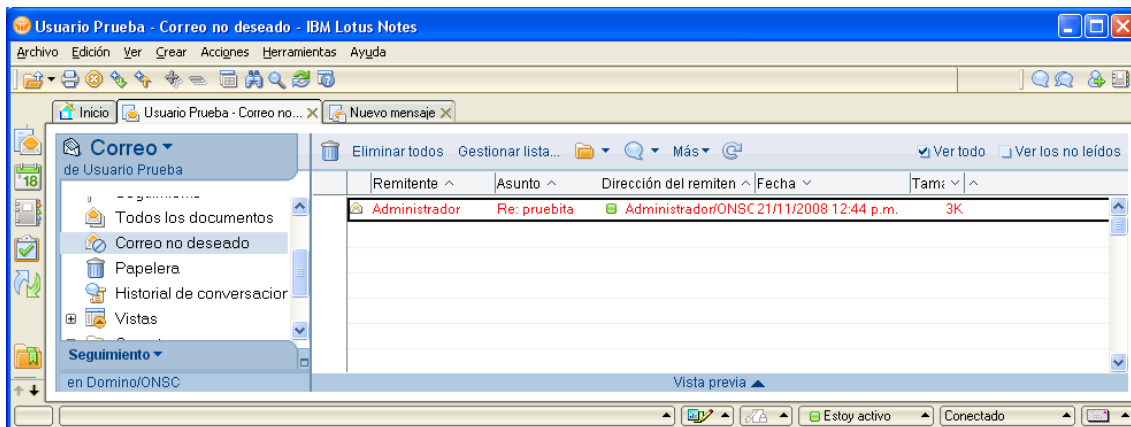 Usuario Prueba - Correo no deseado - IBM Lotus Notes
Archivo Edición Ver Crear Acciones Herramientas Ayuda
Inicio Usuario Prueba - Correo no... Nuevo mensaje
Correo
de Usuario Prueba
Eliminar todos Gestionar lista... Más Ver todo Ver los no leídos
Remitente Asunto Dirección del remiten Fecha Tama
Administrador Re: pruebita Administrador/ONSC 21/11/2008 12:44 p.m. 3K
18
Todos los documentos
Correo no deseado
Papelera
Historial de conversacior
Vistas
Seguimiento
en Domino/ONSC
Vista previa
Estoy activo Conectado